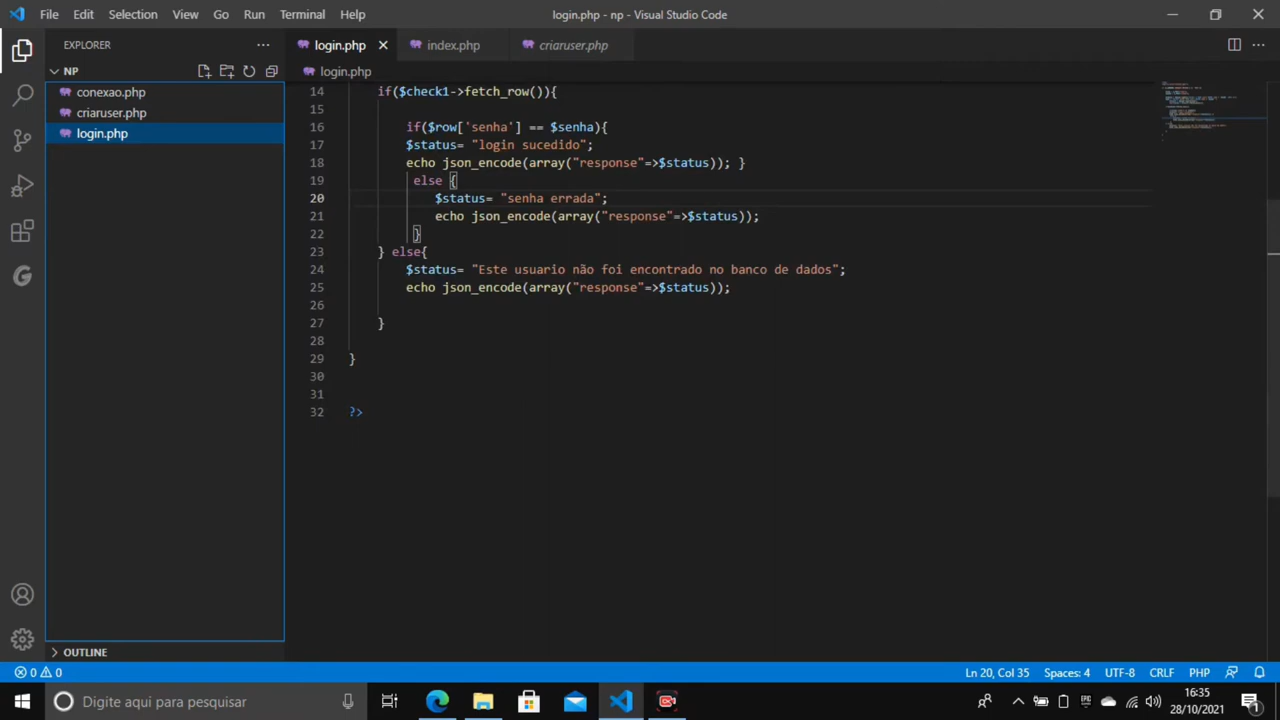 File Edit Selection View Go Run Terminal Help login.php - np - Visual Studio Code
EXPLORER
NP
conexao.php
criaruser.php
login.php
OUTLINE
login.php index.php criaruser.php
login.php
14 if($check1->fetch_row()){
15
16 if($row['senha'] == $senha){
17 $status= "login sucedido";
18 echo json_encode(array("response"=>$status)); }
19 else {
20 $status= "senha errada";
21 echo json_encode(array("response"=>$status));
22 }
23 } else{
24 $status= "Este usuario não foi encontrado no banco de dados";
25 echo json_encode(array("response"=>$status));
26
27 }
28
29 }
30
31
32 ?>
0 0 Ln 20, Col 35 Spaces: 4 UTF-8 CRLF PHP
Digite aqui para pesquisar
16:35
28/10/2021
1